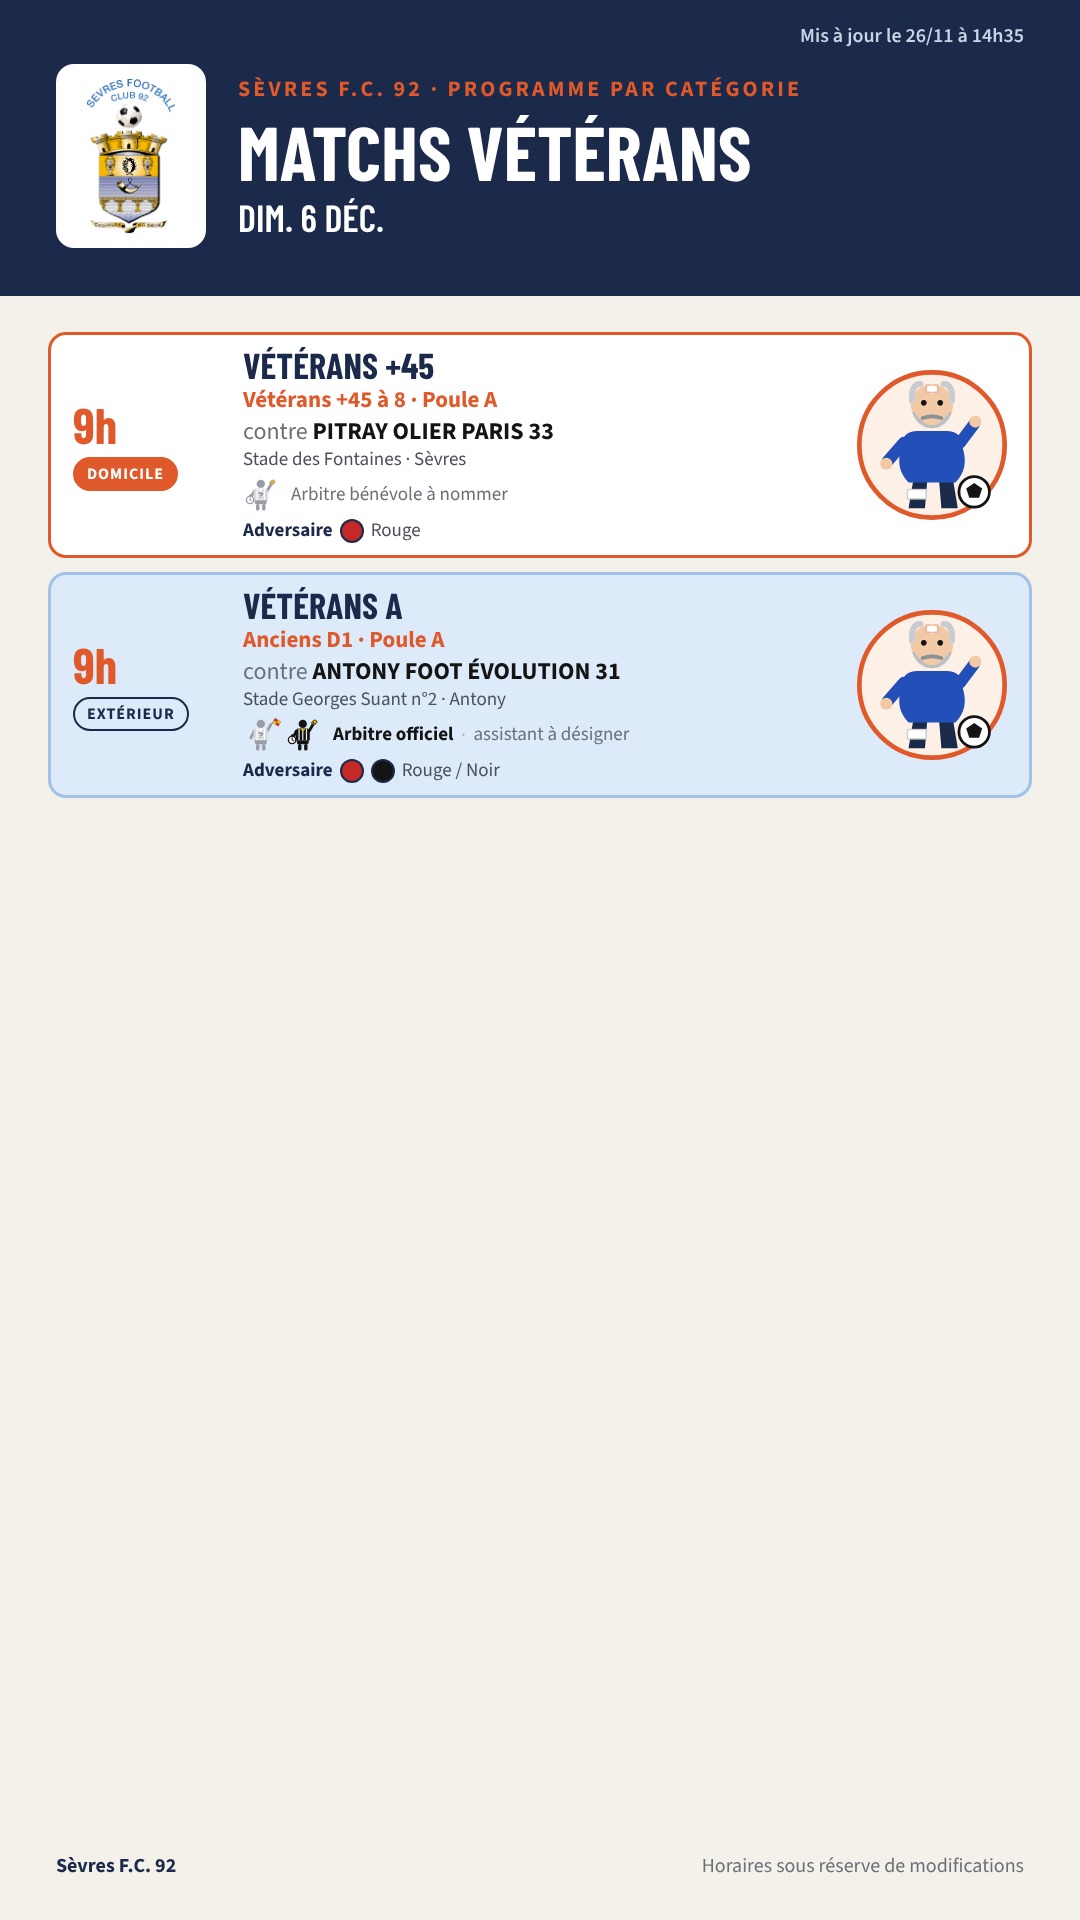 Mis à jour le 26/11 à 14h35
SEVRES FOOTBALL
CLUB 92
SÈVRES F.C. 92 · PROGRAMME PAR CATÉGORIE
MATCHS VÉTÉRANS
DIM. 6 DÉC.
9h
DOMICILE
VÉTÉRANS +45
Vétérans +45 à 8 · Poule A
contre PITRAY OLIER PARIS 33
Stade des Fontaines · Sèvres
? Arbitre bénévole à nommer
Adversaire Rouge
9h
EXTÉRIEUR
VÉTÉRANS A
Anciens D1 · Poule A
contre ANTONY FOOT ÉVOLUTION 31
Stade Georges Suant n°2 · Antony
? Arbitre officiel · assistant à désigner
Adversaire Rouge / Noir
Sèvres F.C. 92
Horaires sous réserve de modifications